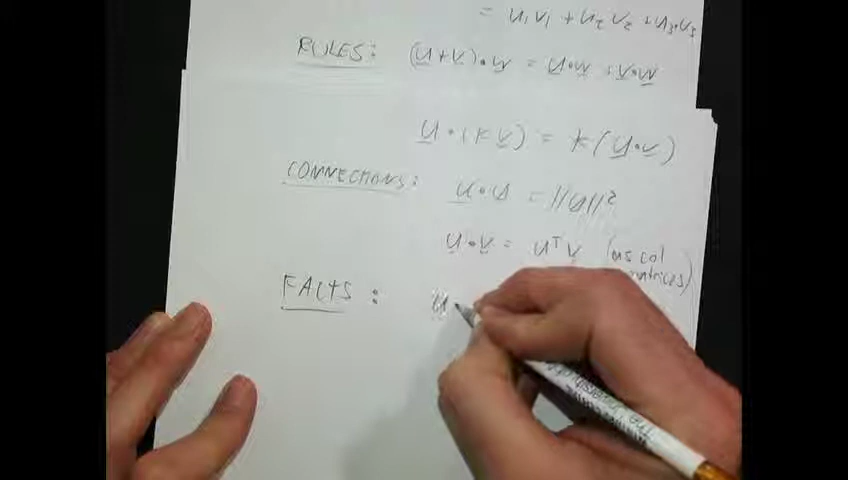 = u₁v₁ + u₂v₂ + u₃v₃
RULES: (u + v)•w = u•w + v•w
u•(kv) = k(u•v)
CONNECTIONS: u•u = ||u||²
u•v = uᵀv (as col
matrices)
FACTS: u